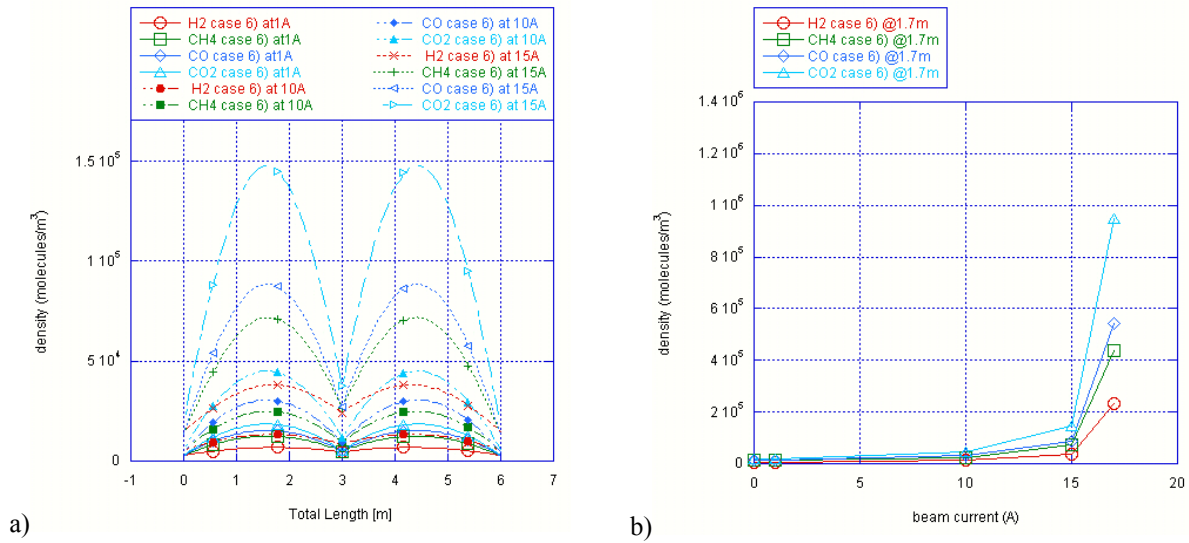 H2 case 6) at1A
CH4 case 6) at1A
CO case 6) at1A
CO2 case 6) at1A
H2 case 6) at 10A
CH4 case 6) at 10A
CO case 6) at 10A
CO2 case 6) at 10A
H2 case 6) at 15A
CH4 case 6) at 15A
CO case 6) at 15A
CO2 case 6) at 15A
1.5 10⁵
1 10⁵
5 10⁴
0
density (molecules/m³)
-1 0 1 2 3 4 5 6 7
Total Length [m]
a)
H2 case 6) @1.7m
CH4 case 6) @1.7m
CO case 6) @1.7m
CO2 case 6) @1.7m
1.4 10⁶
1.2 10⁶
1 10⁶
8 10⁵
6 10⁵
4 10⁵
2 10⁵
0
density (molecules/m³)
0 5 10 15 20
beam current (A)
b)